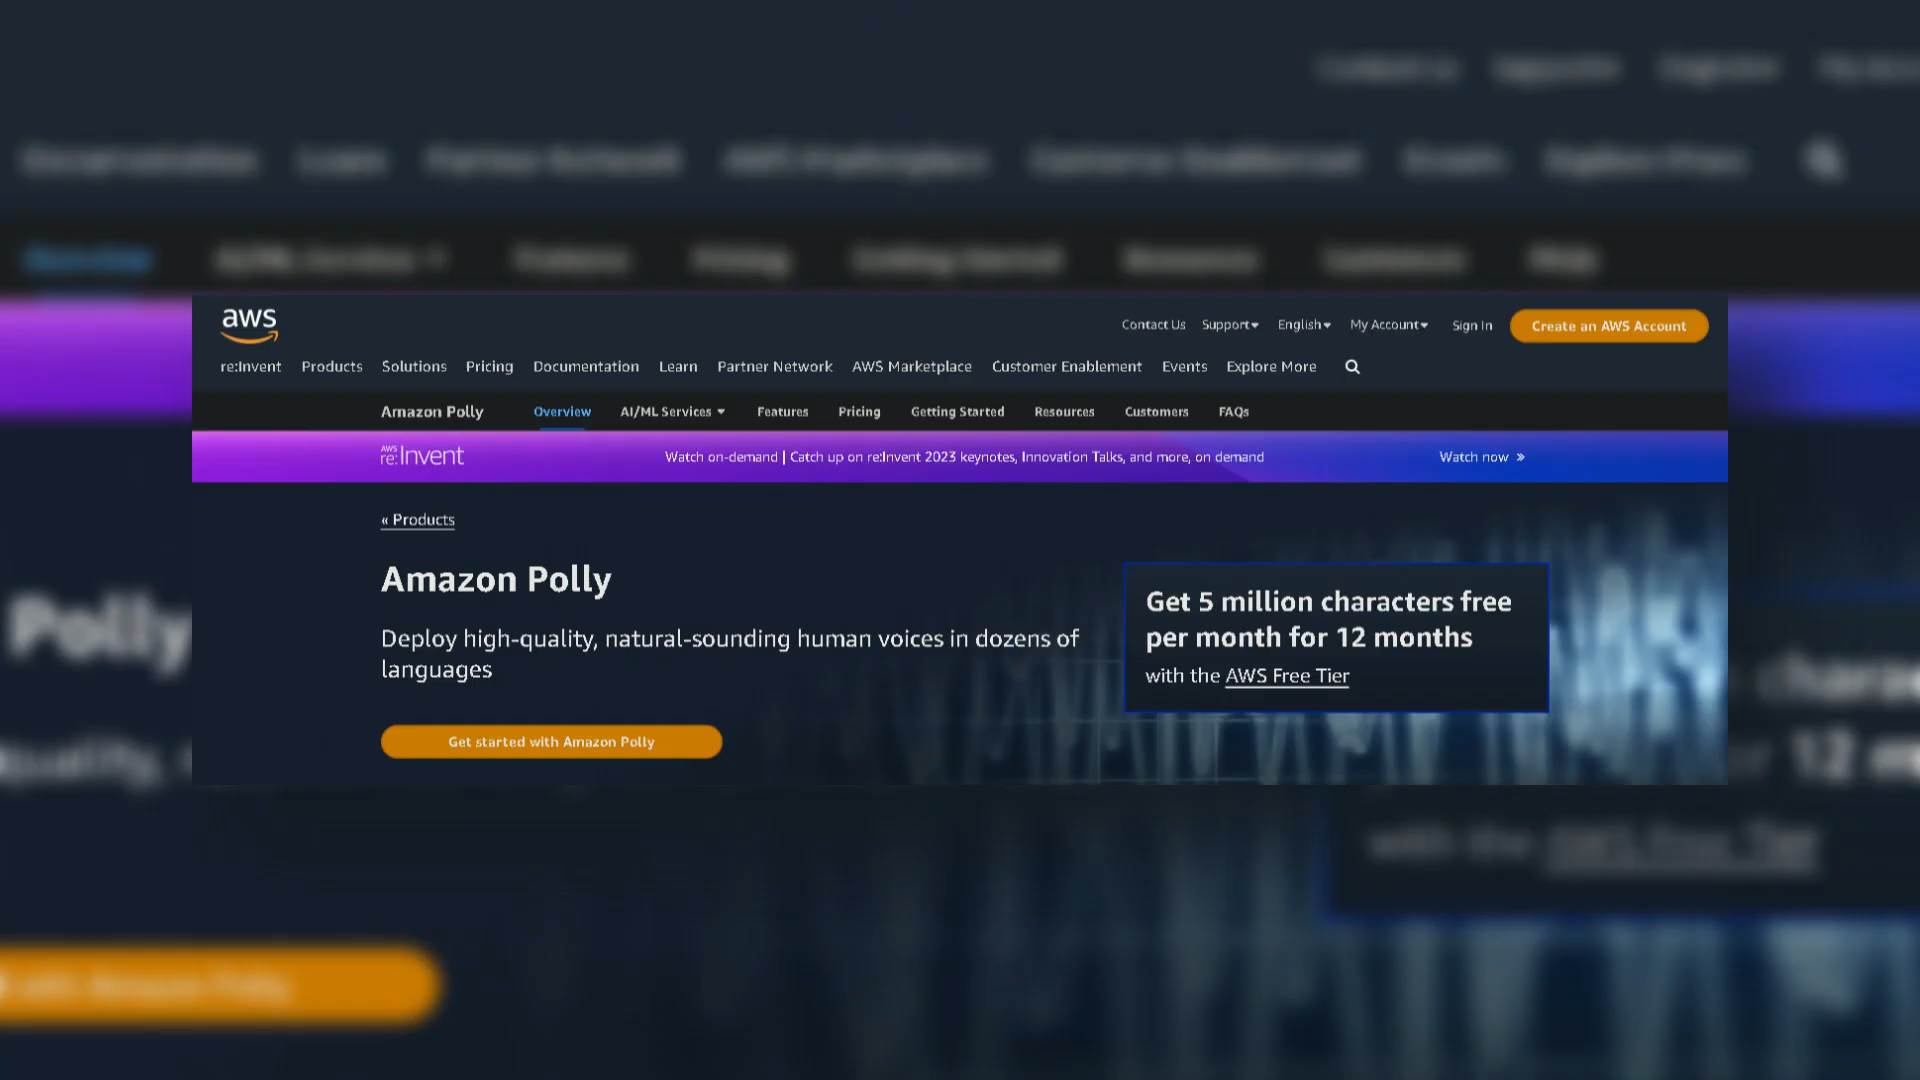 aws
Contact Us Support English My Account Sign In Create an AWS Account
re:Invent Products Solutions Pricing Documentation Learn Partner Network AWS Marketplace Customer Enablement Events Explore More
Amazon Polly Overview AI/ML Services Features Pricing Getting Started Resources Customers FAQs
AWS re:Invent Watch on-demand | Catch up on re:Invent 2023 keynotes, Innovation Talks, and more, on demand Watch now »
« Products
Amazon Polly
Deploy high-quality, natural-sounding human voices in dozens of
languages
Get started with Amazon Polly
Get 5 million characters free
per month for 12 months
with the AWS Free Tier